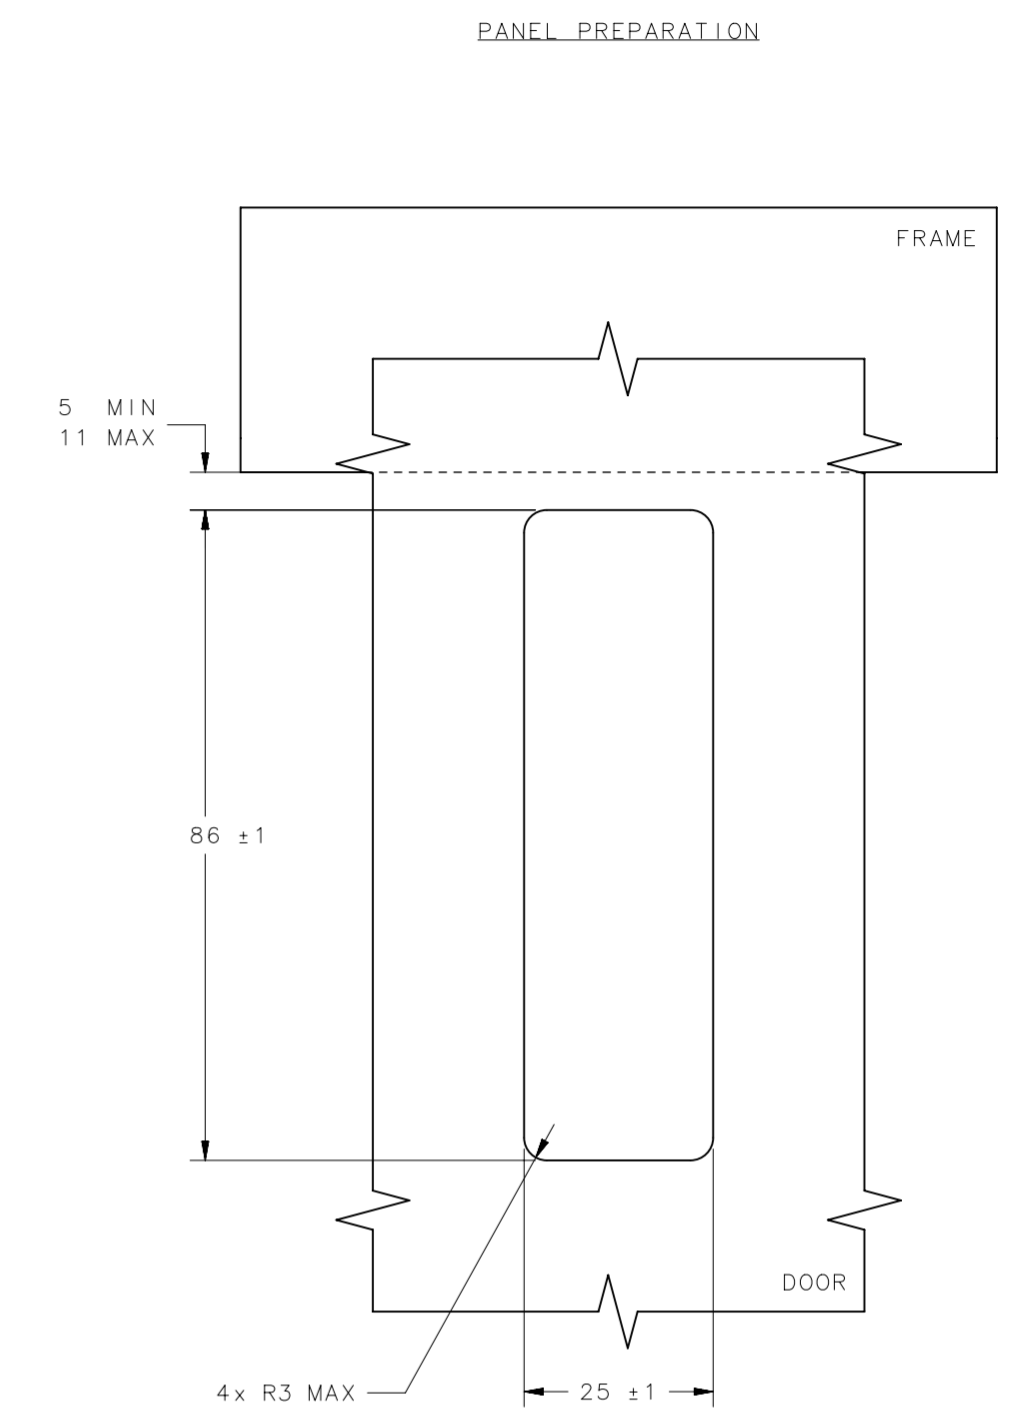 PANEL PREPARATION
FRAME
5 MIN
11 MAX
86 ±1
DOOR
4x R3 MAX
25 ±1